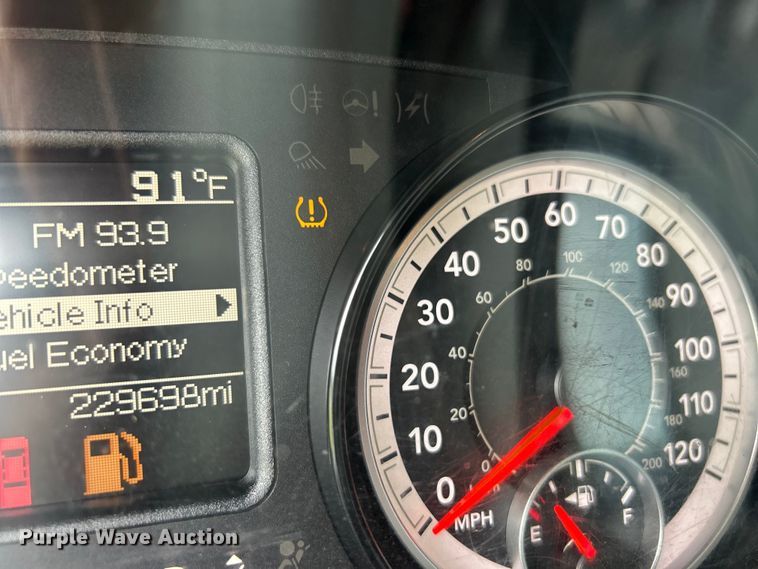 91°F
FM 93.9
peedometer
ehicle Info
uel Economy
229698mi
0 10 20 30 40 50 60 70 80 90 100 110 120
0 20 40 60 80 100 120 140 160 180 200
MPH
E F
Purple Wave Auction